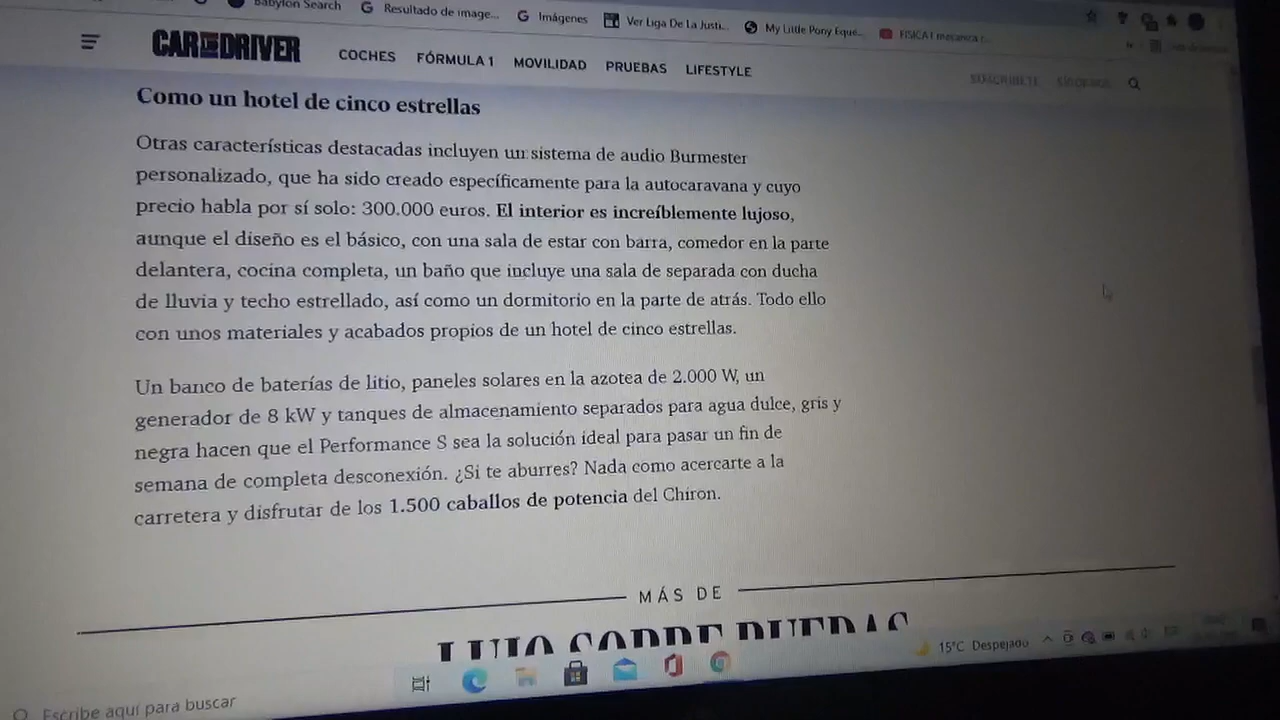 Babylon Search
Resultado de image...
Imágenes
Ver Liga De La Justi...
My Little Pony Eque...
FISICA I mecanica
CAR AND DRIVER
COCHES FÓRMULA 1 MOVILIDAD PRUEBAS LIFESTYLE
SUSCRÍBETE
Como un hotel de cinco estrellas
Otras características destacadas incluyen un sistema de audio Burmester
personalizado, que ha sido creado específicamente para la autocaravana y cuyo
precio habla por sí solo: 300.000 euros. El interior es increíblemente lujoso,
aunque el diseño es el básico, con una sala de estar con barra, comedor en la parte
delantera, cocina completa, un baño que incluye una sala de separada con ducha
de lluvia y techo estrellado, así como un dormitorio en la parte de atrás. Todo ello
con unos materiales y acabados propios de un hotel de cinco estrellas.
Un banco de baterías de litio, paneles solares en la azotea de 2.000 W, un
generador de 8 kW y tanques de almacenamiento separados para agua dulce, gris y
negra hacen que el Performance S sea la solución ideal para pasar un fin de
semana de completa desconexión. ¿Si te aburres? Nada como acercarte a la
carretera y disfrutar de los 1.500 caballos de potencia del Chiron.
MÁS DE
LUJO SOBRE RUEDAS
15°C Despejado
Escribe aquí para buscar